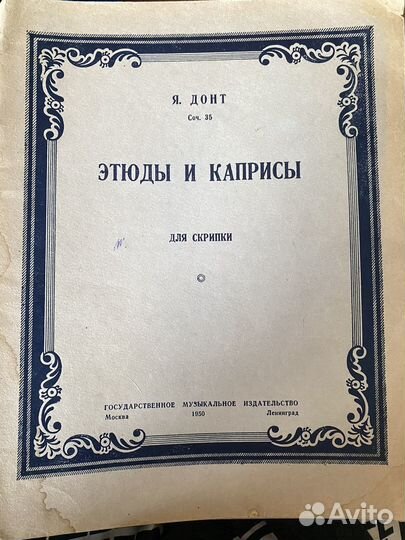 Я. ДОНТ
Соч. 35
ЭТЮДЫ И КАПРИСЫ
ДЛЯ СКРИПКИ
ГОСУДАРСТВЕННОЕ МУЗЫКАЛЬНОЕ ИЗДАТЕЛЬСТВО
Москва 1950 Ленинград
Avito